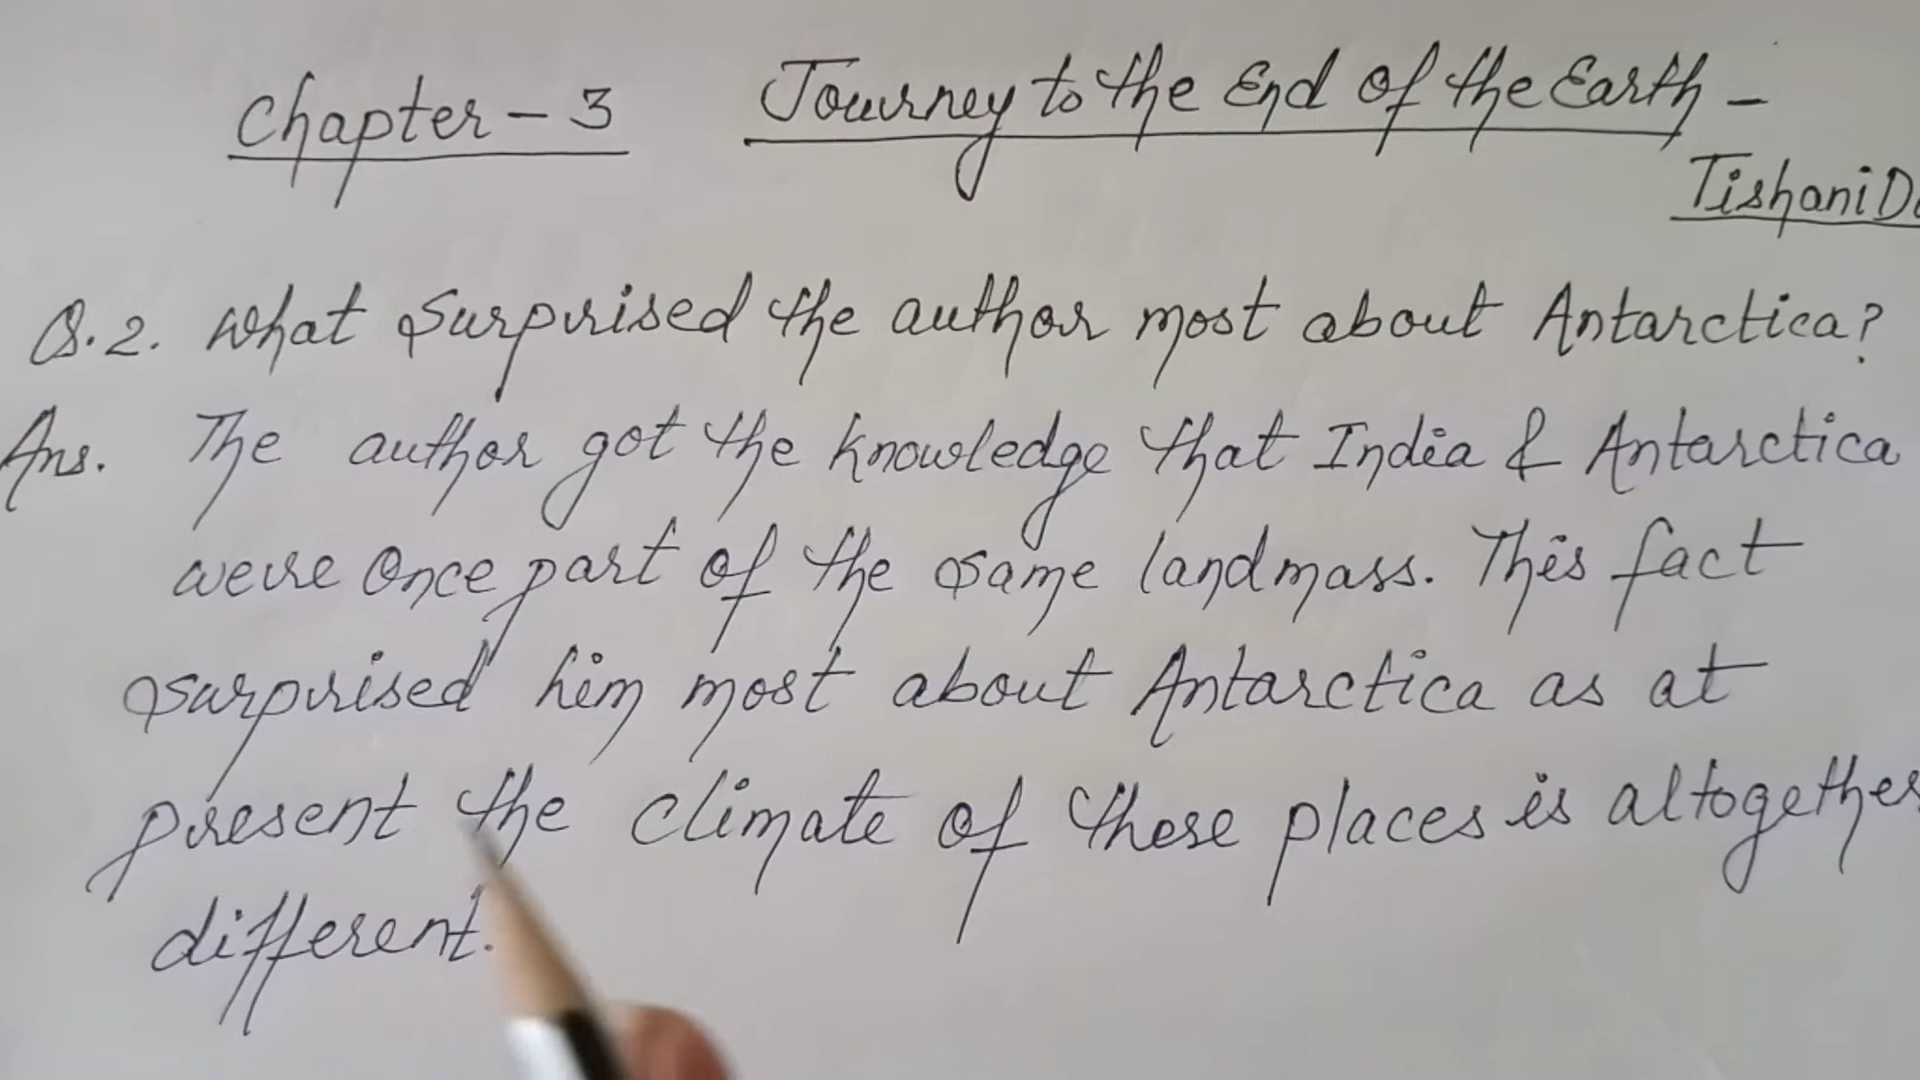 Chapter - 3 Journey to the End of the Earth -
Tishani
Q.2. What surprised the author most about Antarctica?
Ans. The author got the knowledge that India & Antarctica
were once part of the same landmass. This fact
surprised him most about Antarctica as at
present the climate of these places is altogether
different.